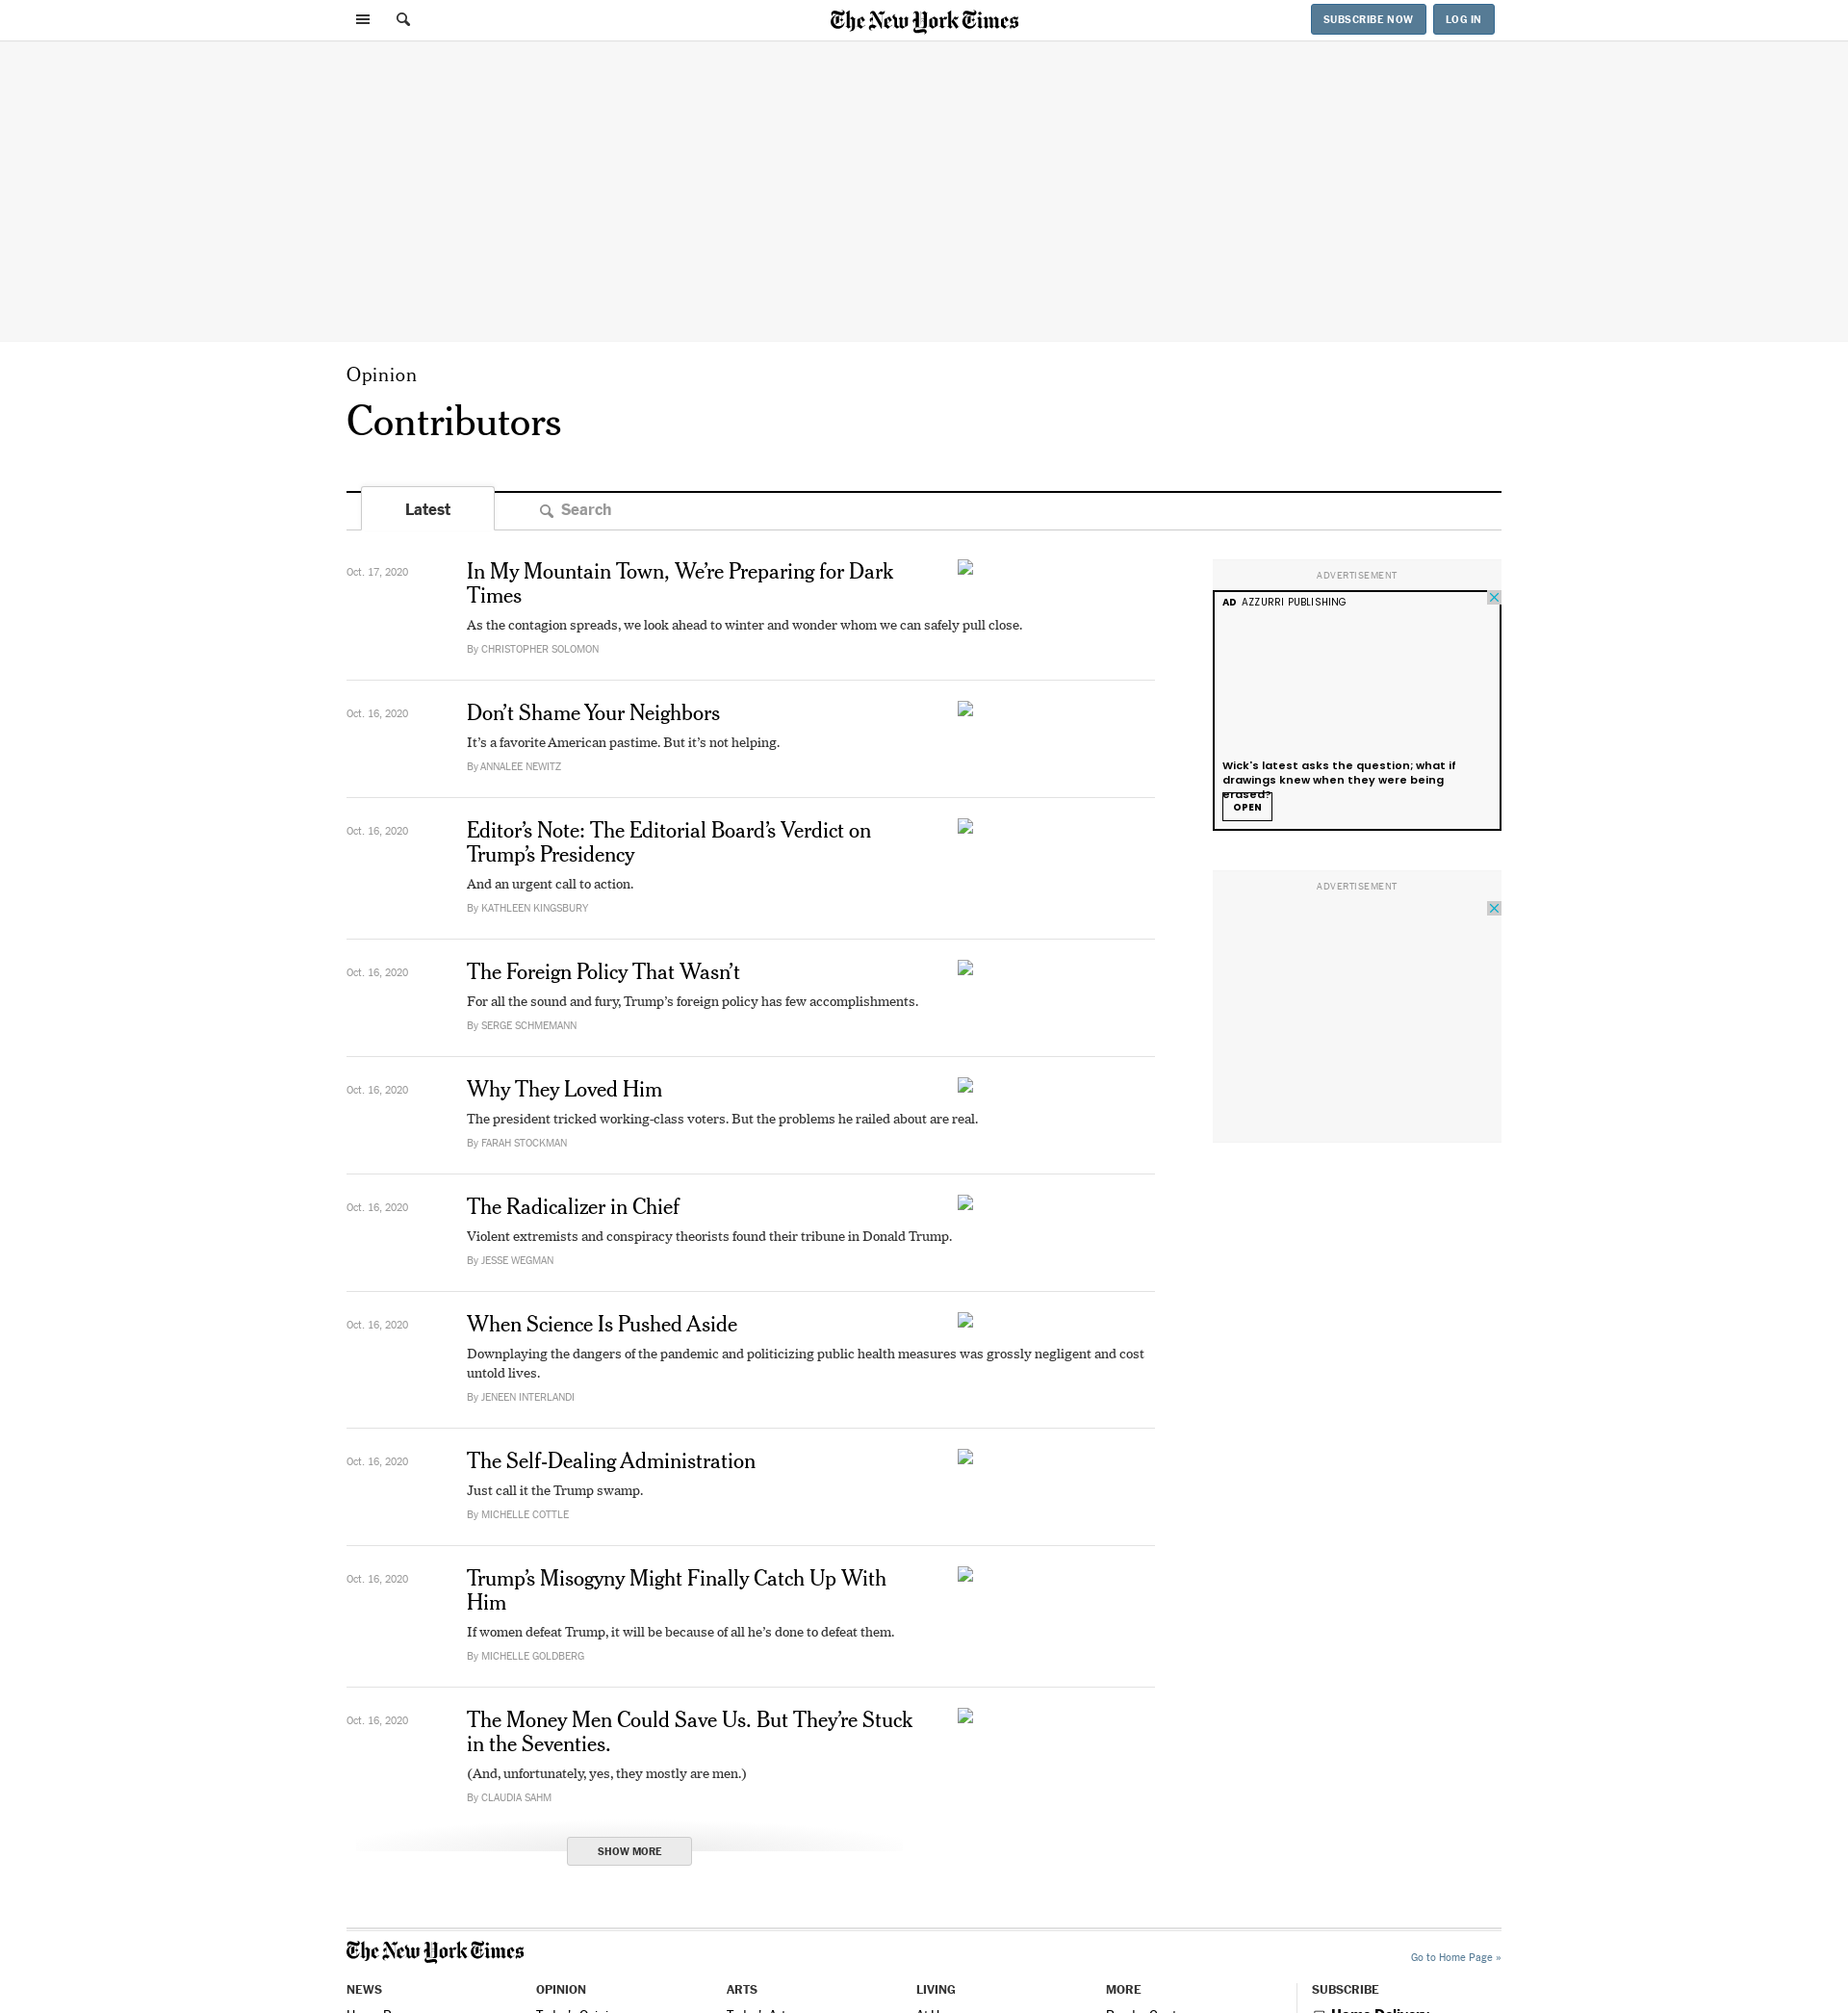 The New York Times
SUBSCRIBE NOW
LOG IN
Opinion
Contributors
Latest
Search
Oct. 17, 2020
In My Mountain Town, We’re Preparing for Dark
Times
As the contagion spreads, we look ahead to winter and wonder whom we can safely pull close.
By CHRISTOPHER SOLOMON
Oct. 16, 2020
Don’t Shame Your Neighbors
It’s a favorite American pastime. But it’s not helping.
By ANNALEE NEWITZ
Oct. 16, 2020
Editor’s Note: The Editorial Board’s Verdict on
Trump’s Presidency
And an urgent call to action.
By KATHLEEN KINGSBURY
Oct. 16, 2020
The Foreign Policy That Wasn’t
For all the sound and fury, Trump’s foreign policy has few accomplishments.
By SERGE SCHMEMANN
Oct. 16, 2020
Why They Loved Him
The president tricked working-class voters. But the problems he railed about are real.
By FARAH STOCKMAN
Oct. 16, 2020
The Radicalizer in Chief
Violent extremists and conspiracy theorists found their tribune in Donald Trump.
By JESSE WEGMAN
Oct. 16, 2020
When Science Is Pushed Aside
Downplaying the dangers of the pandemic and politicizing public health measures was grossly negligent and cost
untold lives.
By JENEEN INTERLANDI
Oct. 16, 2020
The Self-Dealing Administration
Just call it the Trump swamp.
By MICHELLE COTTLE
Oct. 16, 2020
Trump’s Misogyny Might Finally Catch Up With
Him
If women defeat Trump, it will be because of all he’s done to defeat them.
By MICHELLE GOLDBERG
Oct. 16, 2020
The Money Men Could Save Us. But They’re Stuck
in the Seventies.
(And, unfortunately, yes, they mostly are men.)
By CLAUDIA SAHM
SHOW MORE
ADVERTISEMENT
AD AZZURRI PUBLISHING
Wick's latest asks the question; what if
drawings knew when they were being
erased?
OPEN
ADVERTISEMENT
The New York Times
Go to Home Page »
NEWS
OPINION
ARTS
LIVING
MORE
SUBSCRIBE
Home Delivery